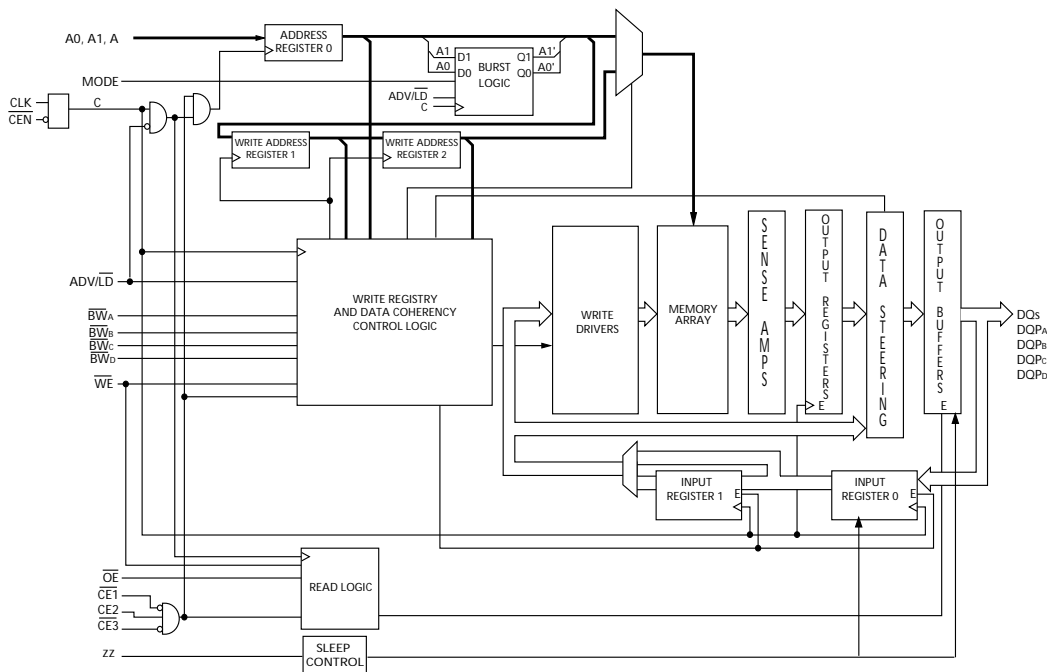 A0, A1, A
ADDRESS
REGISTER 0
MODE
CLK
C
CEN
A1
D1
Q1
A1'
A0
D0
Q0
A0'
BURST
LOGIC
ADV/LD
C
WRITE ADDRESS
REGISTER 1
WRITE ADDRESS
REGISTER 2
ADV/LD
BWA
BWB
BWC
BWD
WE
WRITE REGISTRY
AND DATA COHERENCY
CONTROL LOGIC
WRITE
DRIVERS
MEMORY
ARRAY
SENSE AMPS
OUTPUT REGISTERS
E
DATA STEERING
OUTPUT BUFFERS
E
DQs
DQPA
DQPB
DQPC
DQPD
INPUT
REGISTER 1
E
INPUT
REGISTER 0
E
OE
CE1
CE2
CE3
READ LOGIC
ZZ
SLEEP
CONTROL